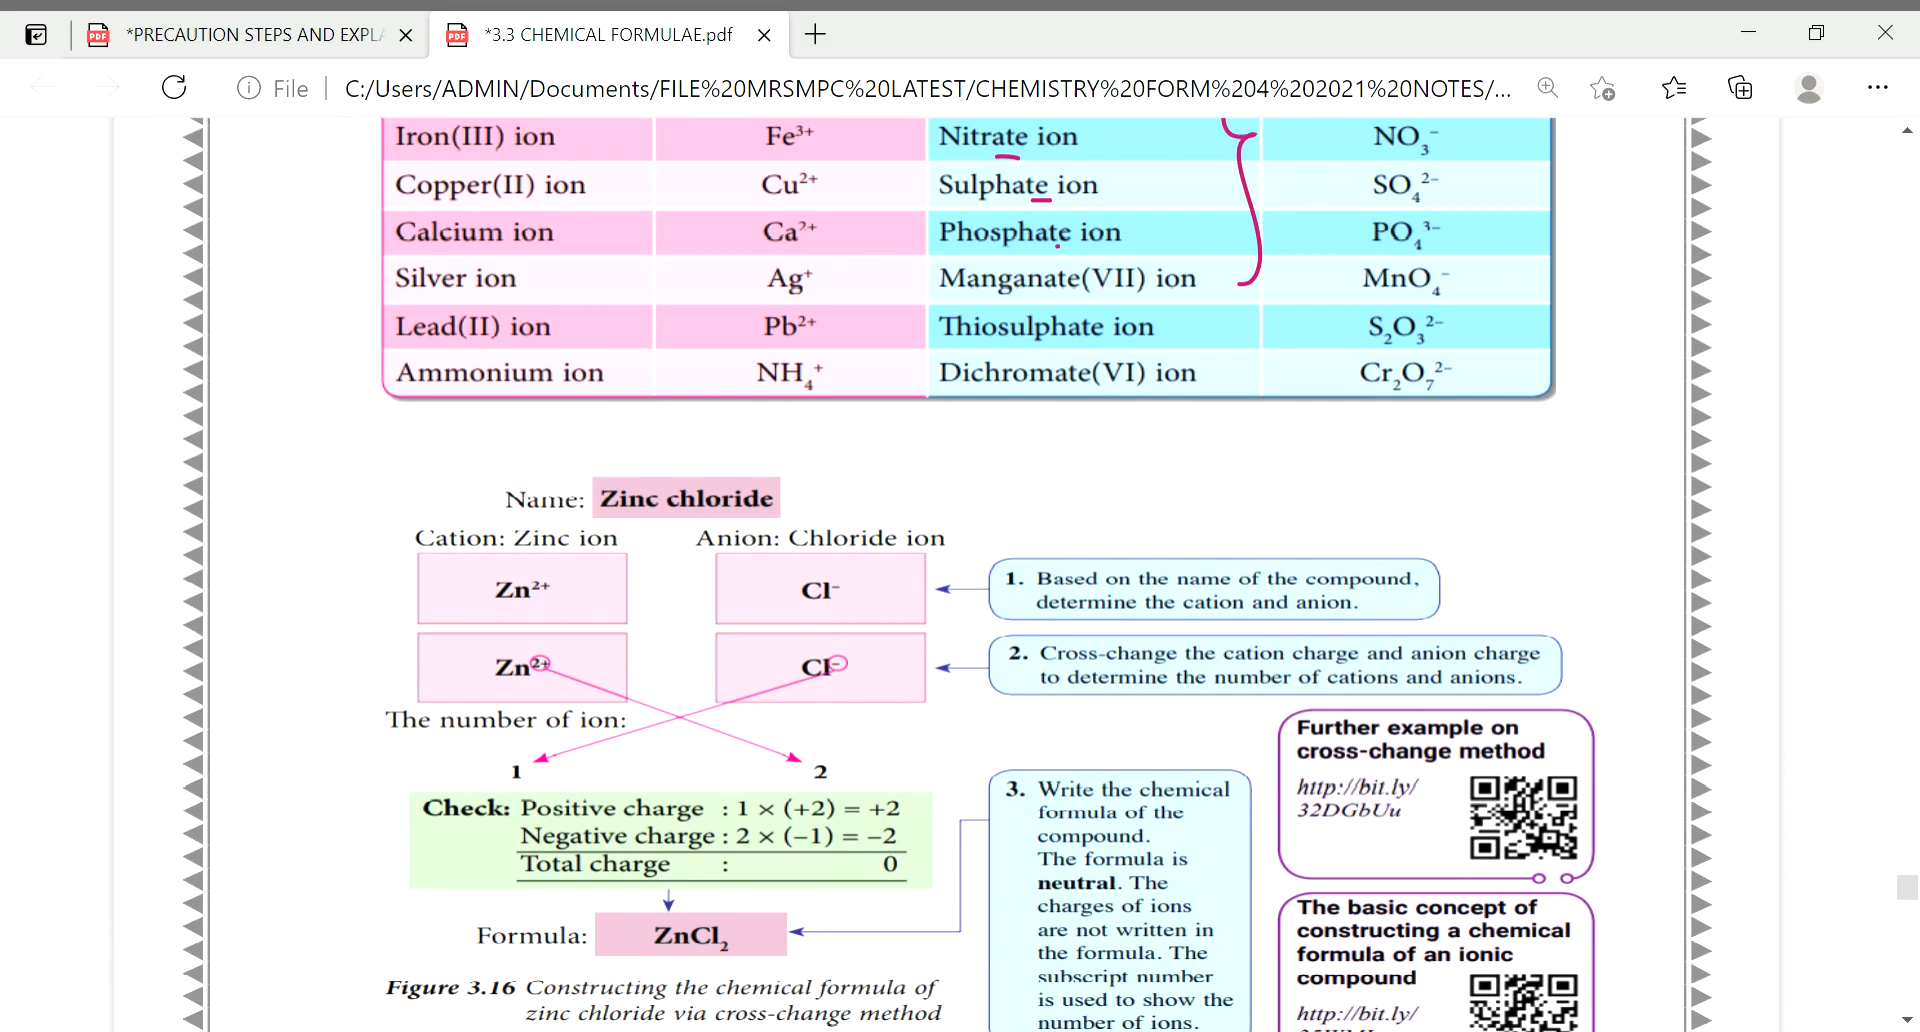 *PRECAUTION STEPS AND EXPLA
*3.3 CHEMICAL FORMULAE.pdf
File
C:/Users/ADMIN/Documents/FILE%20MRSMPC%20LATEST/CHEMISTRY%20FORM%204%202021%20NOTES/...
Iron(III) ion Fe³⁺ Nitrate ion NO₃⁻
Copper(II) ion Cu²⁺ Sulphate ion SO₄²⁻
Calcium ion Ca²⁺ Phosphate ion PO₄³⁻
Silver ion Ag⁺ Manganate(VII) ion MnO₄⁻
Lead(II) ion Pb²⁺ Thiosulphate ion S₂O₃²⁻
Ammonium ion NH₄⁺ Dichromate(VI) ion Cr₂O₇²⁻
Name: Zinc chloride
Cation: Zinc ion Anion: Chloride ion
Zn²⁺ Cl⁻
1. Based on the name of the compound,
determine the cation and anion.
Zn²⁺ Cl⁻
2. Cross-change the cation charge and anion charge
to determine the number of cations and anions.
The number of ion:
1 2
Check: Positive charge : 1 × (+2) = +2
Negative charge : 2 × (−1) = −2
Total charge : 0
Formula: ZnCl₂
Figure 3.16 Constructing the chemical formula of
zinc chloride via cross-change method
3. Write the chemical
formula of the
compound.
The formula is
neutral. The
charges of ions
are not written in
the formula. The
subscript number
is used to show the
number of ions.
Further example on
cross-change method
http://bit.ly/
32DGbUu
The basic concept of
constructing a chemical
formula of an ionic
compound
http://bit.ly/